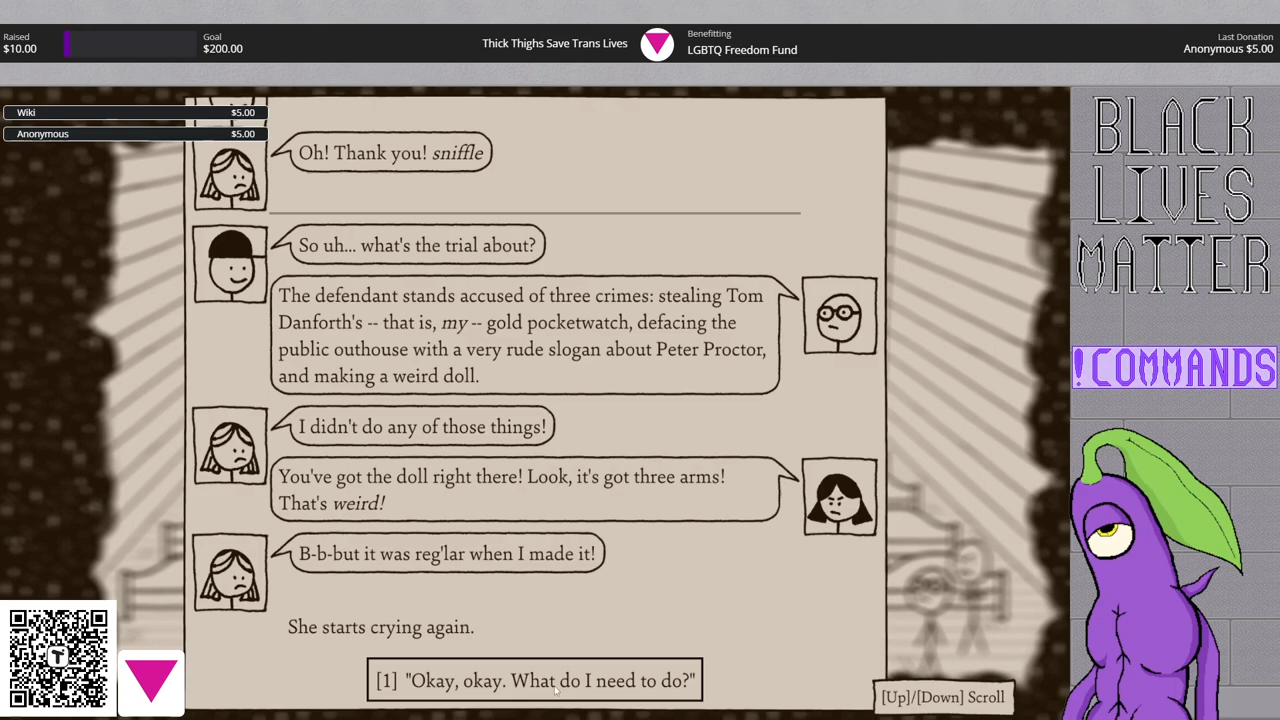 Raised
$10.00
Goal
$200.00
Thick Thighs Save Trans Lives
Benefitting
LGBTQ Freedom Fund
Last Donation
Anonymous $5.00
Wiki $5.00
Anonymous $5.00
Oh! Thank you! sniffle
So uh... what's the trial about?
The defendant stands accused of three crimes: stealing Tom
Danforth's -- that is, my -- gold pocketwatch, defacing the
public outhouse with a very rude slogan about Peter Proctor,
and making a weird doll.
I didn't do any of those things!
You've got the doll right there! Look, it's got three arms!
That's weird!
B-b-but it was reg'lar when I made it!
She starts crying again.
[1] "Okay, okay. What do I need to do?"
[Up]/[Down] Scroll
BLACK
LIVES
MATTER
!COMMANDS
T